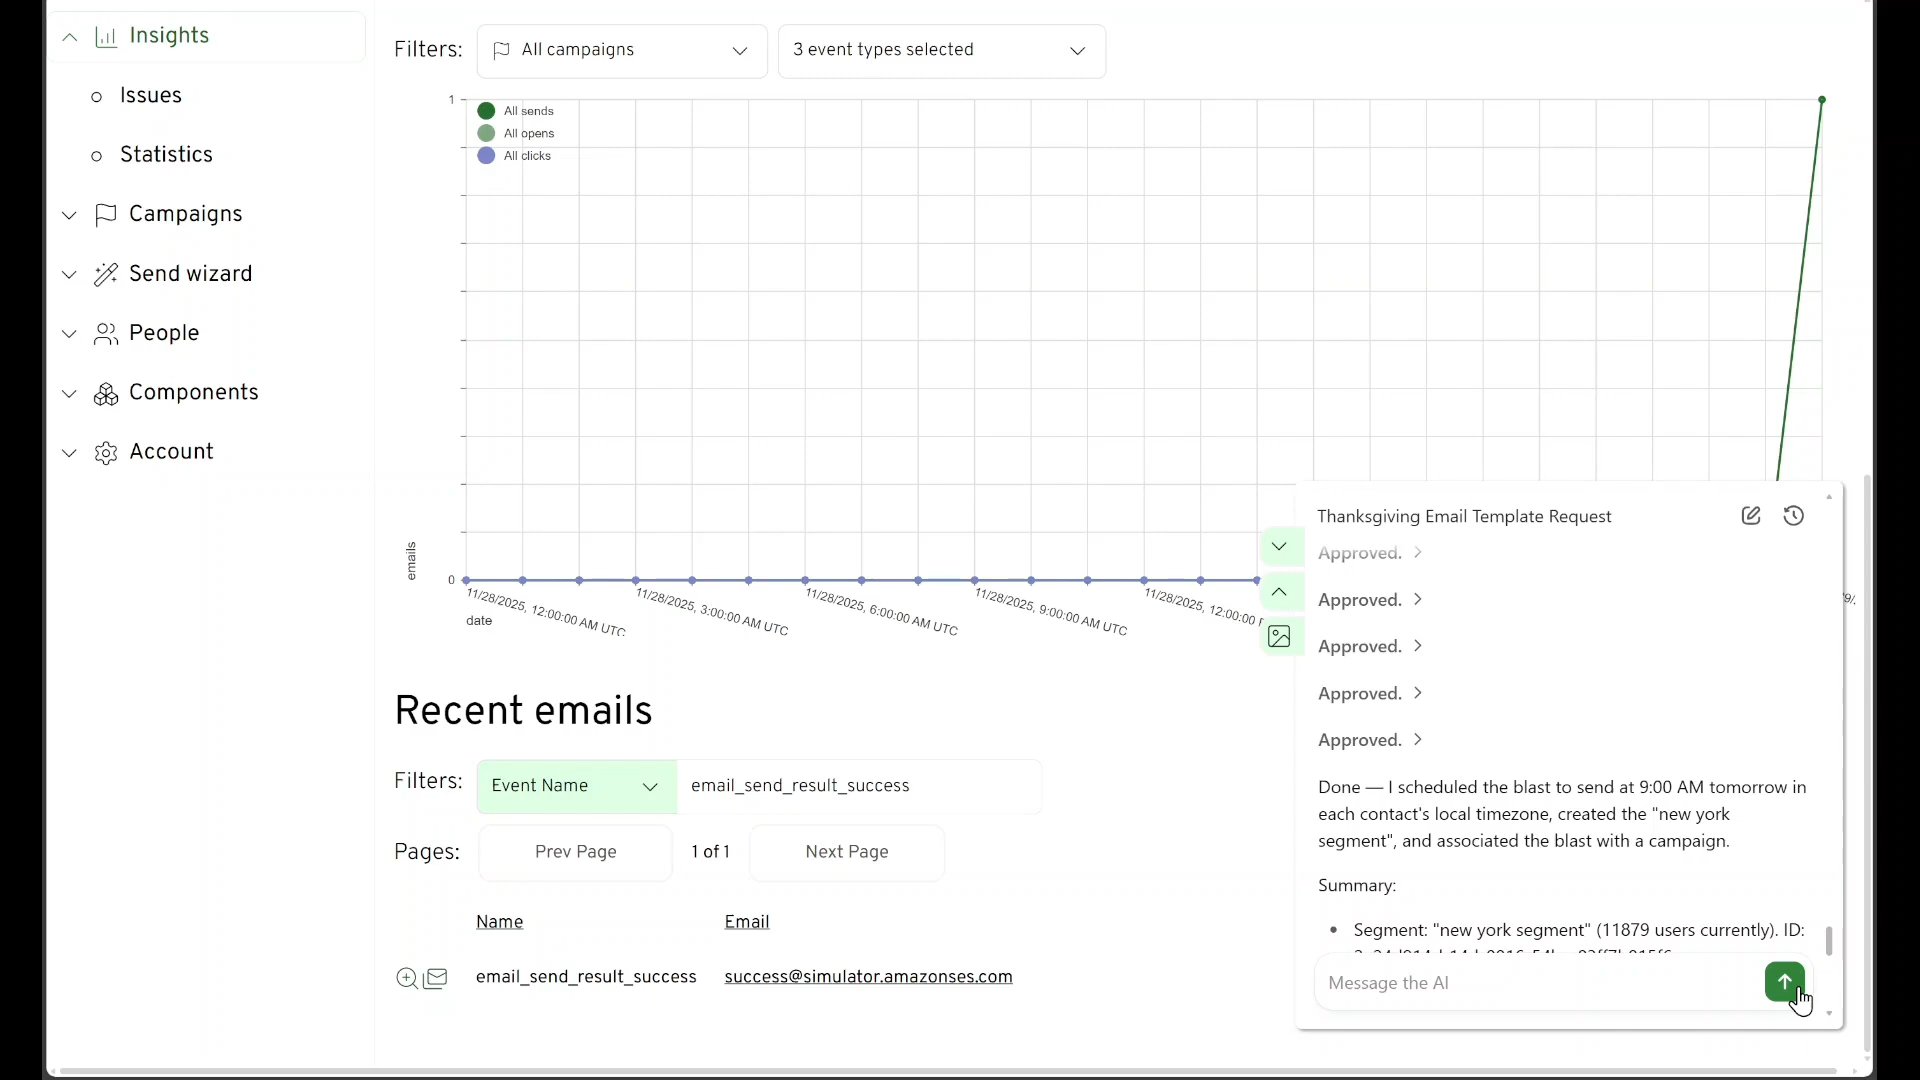 Insights
Issues
Statistics
Campaigns
Send wizard
People
Components
Account
Filters:
All campaigns
3 event types selected
1
All sends
All opens
All clicks
emails
0
11/28/2025, 12:00:00 AM UTC
11/28/2025, 3:00:00 AM UTC
11/28/2025, 6:00:00 AM UTC
11/28/2025, 9:00:00 AM UTC
11/28/2025, 12:00:00
date
Recent emails
Filters:
Event Name
email_send_result_success
Pages:
Prev Page
1 of 1
Next Page
Name
Email
email_send_result_success
success@simulator.amazonses.com
Thanksgiving Email Template Request
Approved.
Approved.
Approved.
Approved.
Approved.
Done — I scheduled the blast to send at 9:00 AM tomorrow in
each contact's local timezone, created the "new york
segment", and associated the blast with a campaign.
Summary:
• Segment: "new york segment" (11879 users currently). ID:
Message the AI